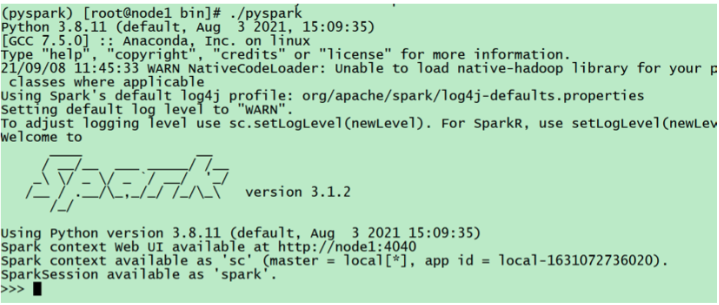 (pyspark) [root@node1 bin]# ./pyspark
Python 3.8.11 (default, Aug  3 2021, 15:09:35)
[GCC 7.5.0] :: Anaconda, Inc. on linux
Type "help", "copyright", "credits" or "license" for more information.
21/09/08 11:45:33 WARN NativeCodeLoader: Unable to load native-hadoop library for your
 classes where applicable
Using Spark's default log4j profile: org/apache/spark/log4j-defaults.properties
Setting default log level to "WARN".
To adjust logging level use sc.setLogLevel(newLevel). For SparkR, use setLogLevel(newLev
Welcome to
Spark version 3.1.2
Using Python version 3.8.11 (default, Aug  3 2021 15:09:35)
Spark context Web UI available at http://node1:4040
Spark context available as 'sc' (master = local[*], app id = local-1631072736020).
SparkSession available as 'spark'.
>>>